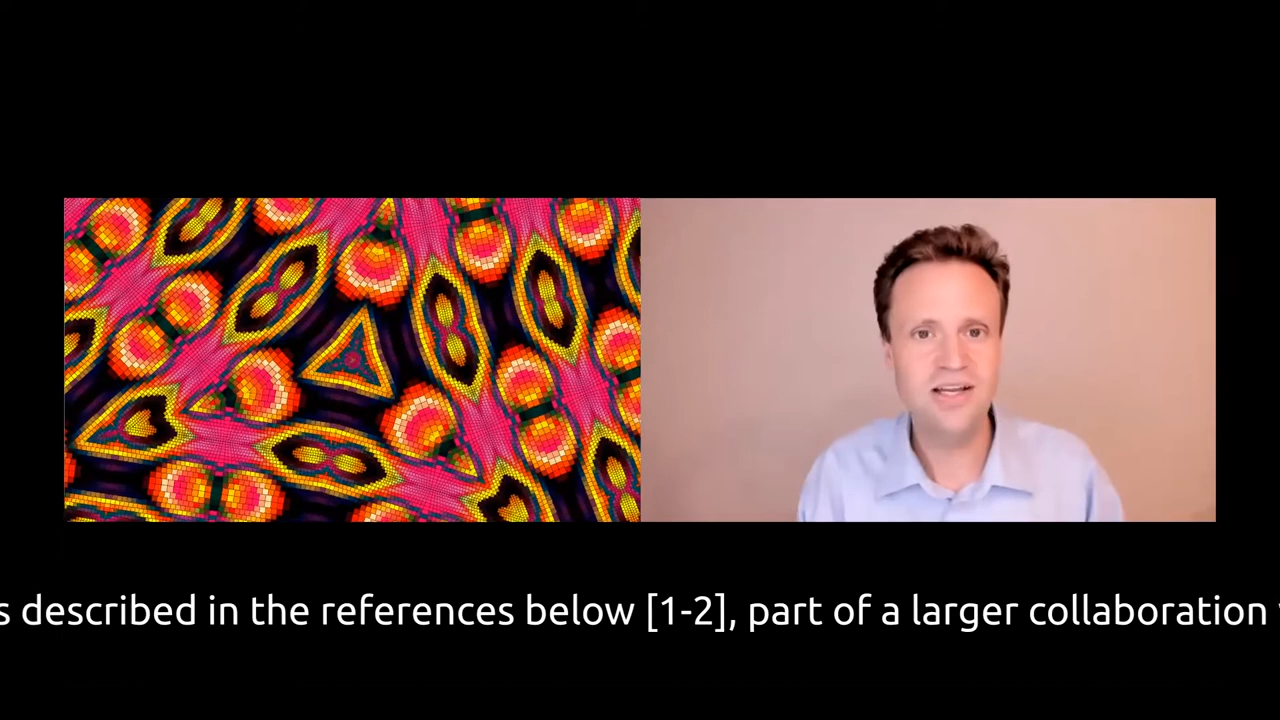 s described in the references below [1-2], part of a larger collaboration